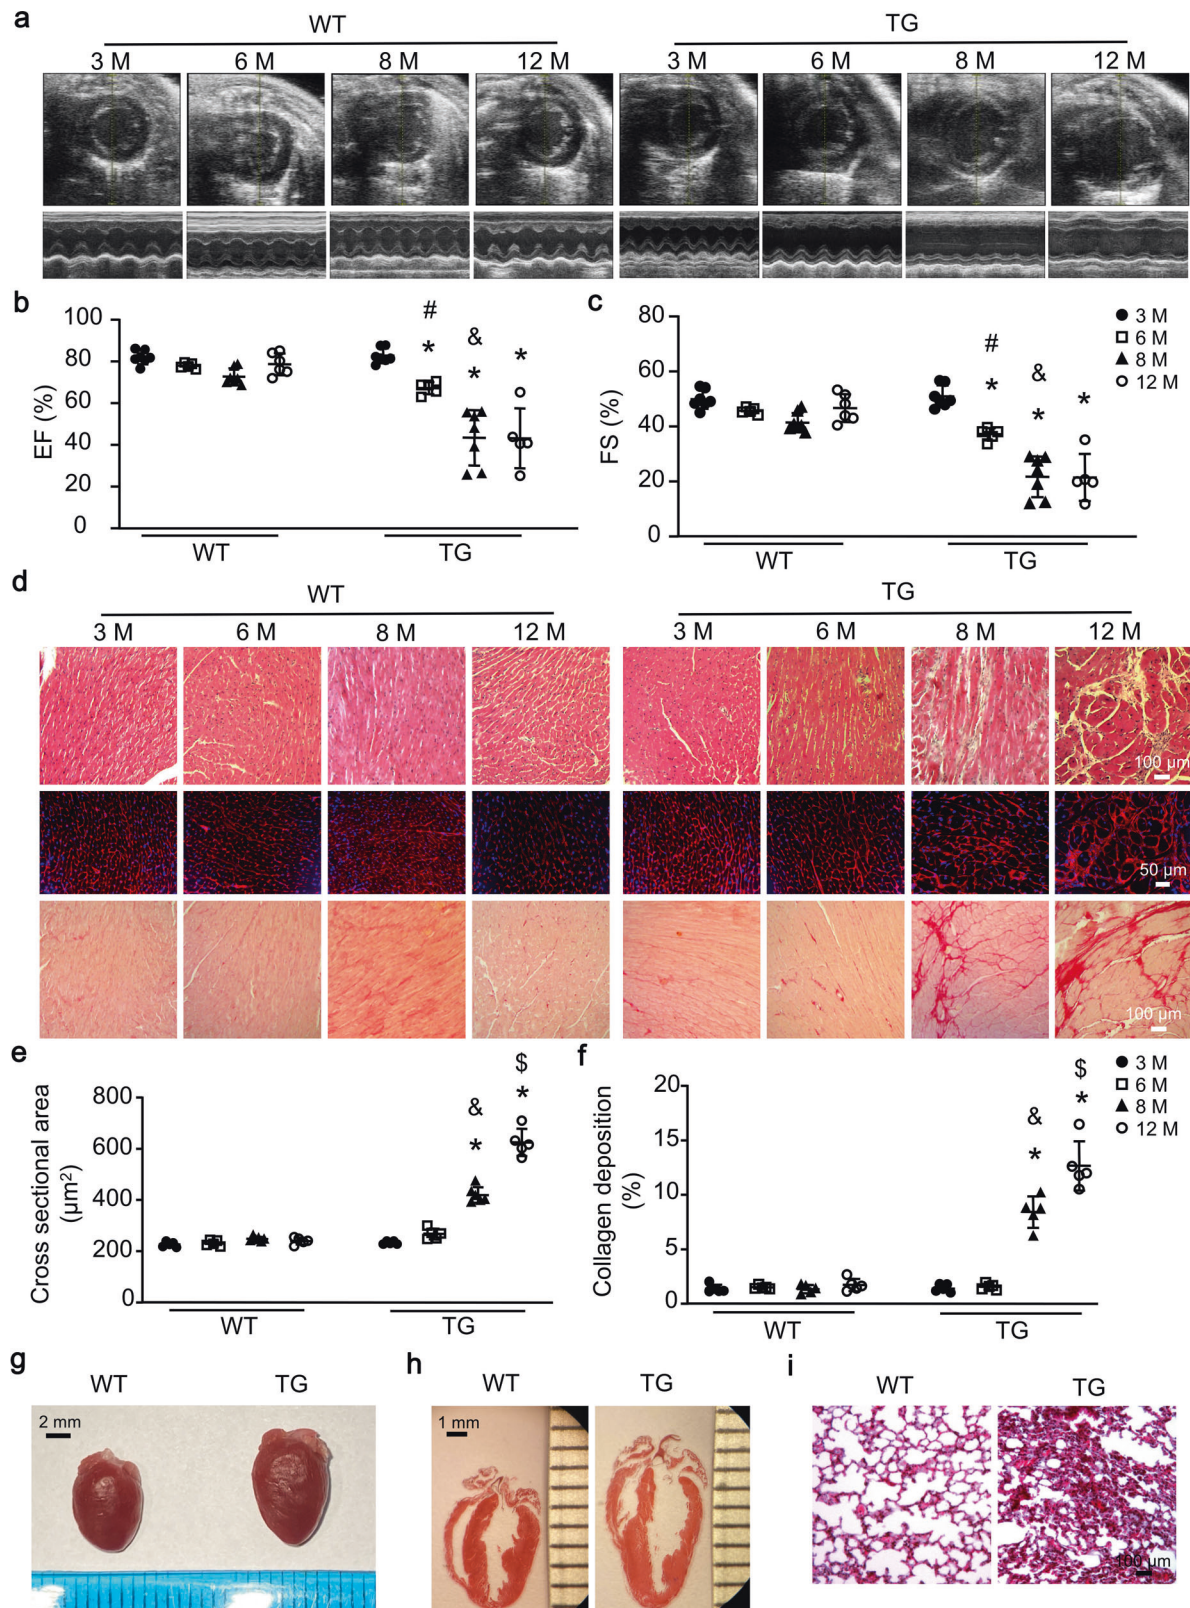 a
WT
TG
3 M 6 M 8 M 12 M 3 M 6 M 8 M 12 M
b
100
80
60
40
20
0
EF (%)
#
*
&
*
*
WT TG
c
80
60
40
20
0
FS (%)
#
*
&
*
*
3 M
6 M
8 M
12 M
WT TG
d
WT
TG
3 M 6 M 8 M 12 M 3 M 6 M 8 M 12 M
100 µm
50 µm
100 µm
e
800
600
400
200
0
Cross sectional area
(µm²)
&
*
$
*
WT TG
f
20
15
10
5
0
Collagen deposition
(%)
&
*
$
*
3 M
6 M
8 M
12 M
WT TG
g
WT TG
2 mm
h
WT TG
1 mm
i
WT TG
100 µm